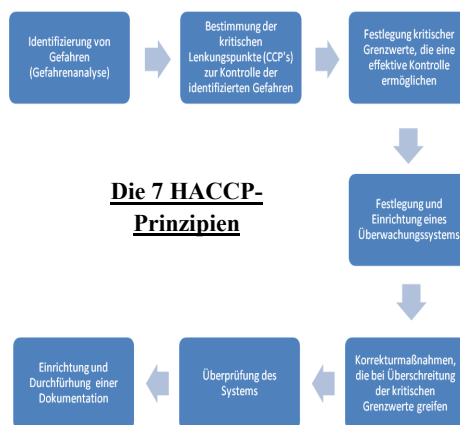 Identifizierung von
Gefahren
(Gefahrenanalyse)
Bestimmung der
kritischen
Lenkungspunkte (CCP's)
zur Kontrolle der
identifizierten Gefahren
Festlegung kritischer
Grenzwerte, die eine
effektive Kontrolle
ermöglichen
Die 7 HACCP-
Prinzipien
Festlegung und
Einrichtung eines
Überwachungssystems
Korrekturmaßnahmen,
die bei Überschreitung
der kritischen
Grenzwerte greifen
Überprüfung des
Systems
Einrichtung und
Durchfürhung einer
Dokumentation